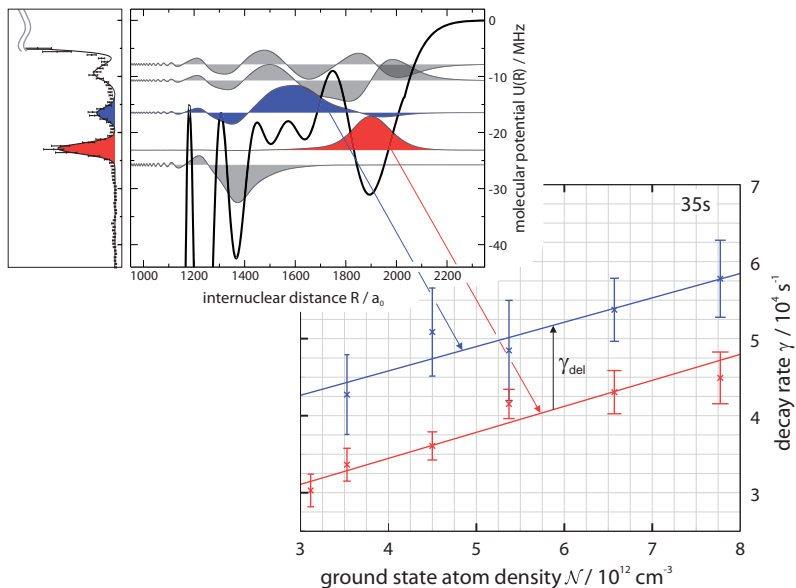 0
-10
-20
-30
-40
molecular potential U(R) / MHz
1000 1200 1400 1600 1800 2000 2200
internuclear distance R / a₀
35s
7
6
5
4
3
decay rate γ / 10⁴ s⁻¹
γdel
3 4 5 6 7 8
ground state atom density 𝒩 / 10¹² cm⁻³